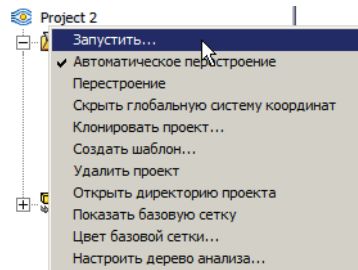 Project 2
Запустить...
Автоматическое перестроение
Перестроение
Скрыть глобальную систему координат
Клонировать проект...
Создать шаблон...
Удалить проект
Открыть директорию проекта
Показать базовую сетку
Цвет базовой сетки...
Настроить дерево анализа...